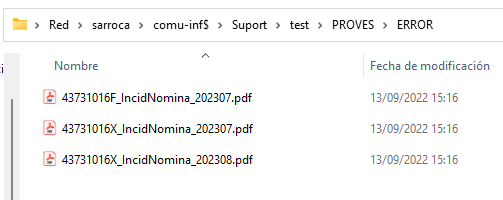 Red > sarroca > comu-inf$ > Suport > test > PROVES > ERROR
Nombre Fecha de modificación
43731016F_IncidNomina_202307.pdf 13/09/2022 15:16
43731016X_IncidNomina_202307.pdf 13/09/2022 15:16
43731016X_IncidNomina_202308.pdf 13/09/2022 15:16